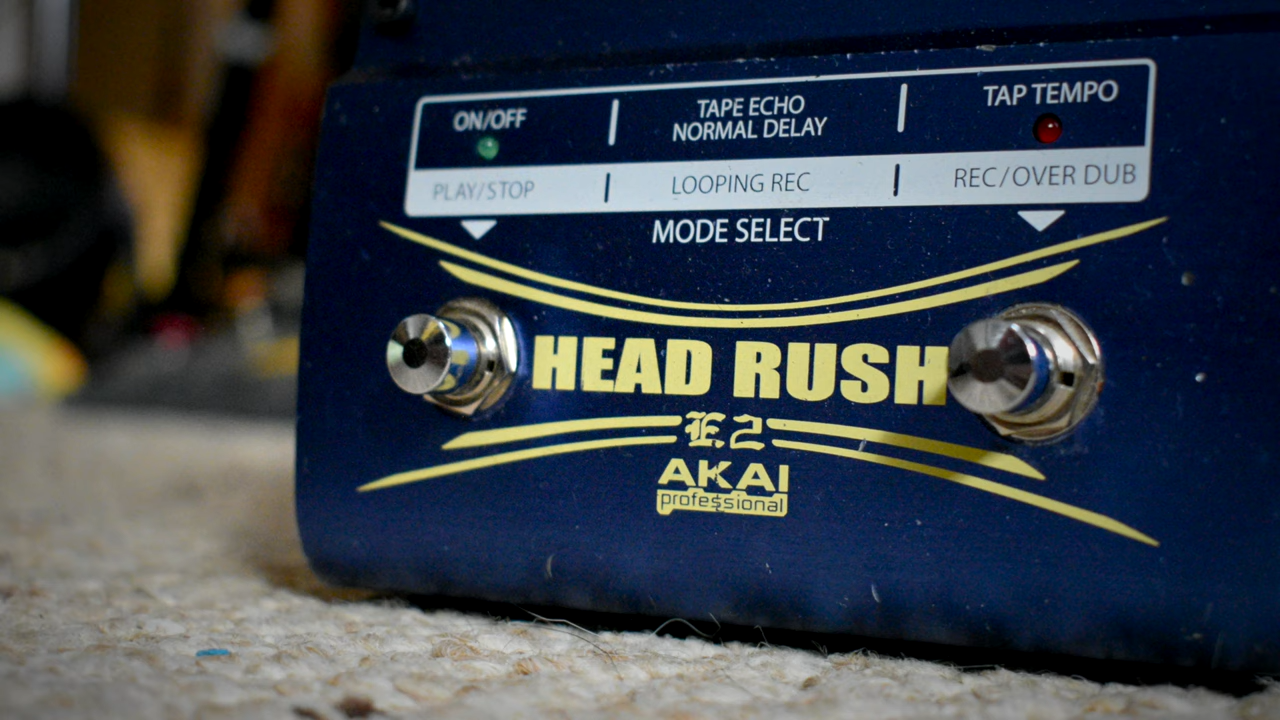 ON/OFF
TAPE ECHO
NORMAL DELAY
TAP TEMPO
PLAY/STOP
LOOPING REC
REC/OVER DUB
MODE SELECT
HEAD RUSH
E2
AKAI
professional